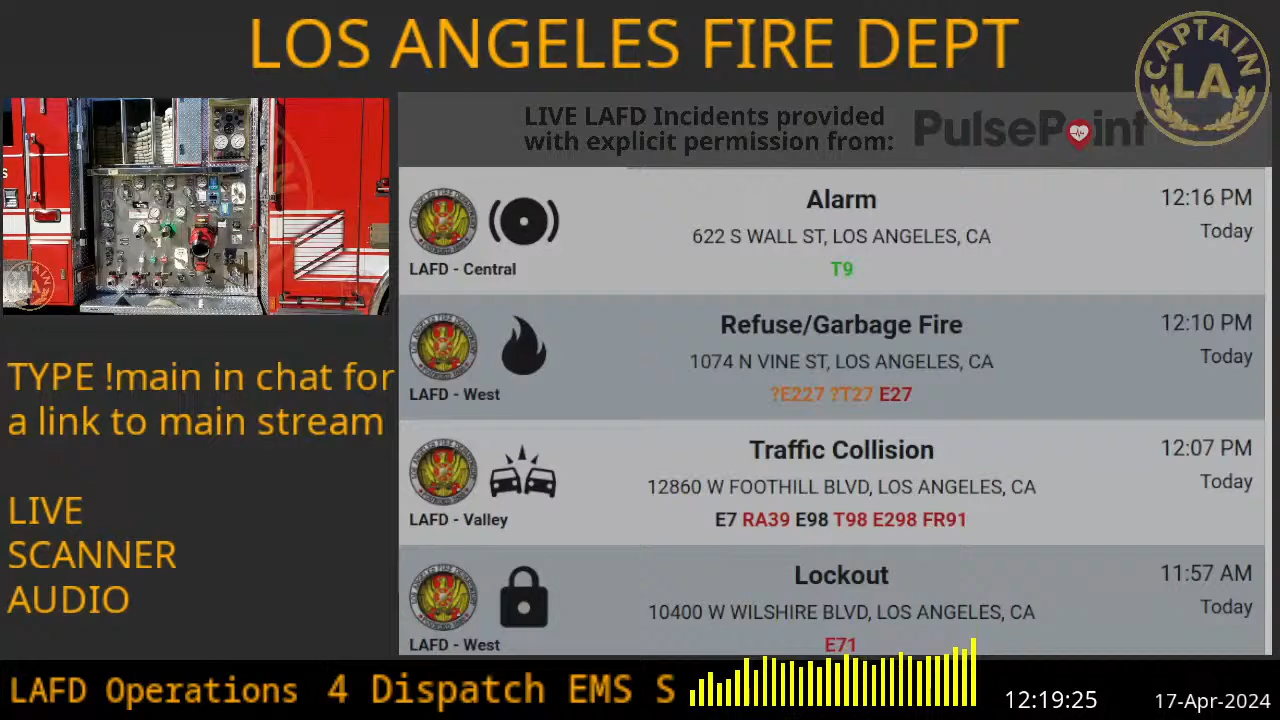 LOS ANGELES FIRE DEPT
CAPTAIN
LA
LIVE LAFD Incidents provided
with explicit permission from:
PulsePoint
Alarm
12:16 PM
622 S WALL ST, LOS ANGELES, CA
Today
LAFD - Central
T9
Refuse/Garbage Fire
12:10 PM
1074 N VINE ST, LOS ANGELES, CA
Today
LAFD - West
?E227 ?T27 E27
Traffic Collision
12:07 PM
12860 W FOOTHILL BLVD, LOS ANGELES, CA
Today
LAFD - Valley
E7 RA39 E98 T98 E298 FR91
Lockout
11:57 AM
10400 W WILSHIRE BLVD, LOS ANGELES, CA
Today
LAFD - West
E71
TYPE !main in chat for
a link to main stream
LIVE
SCANNER
AUDIO
LAFD Operations 4 Dispatch EMS S
12:19:25
17-Apr-2024